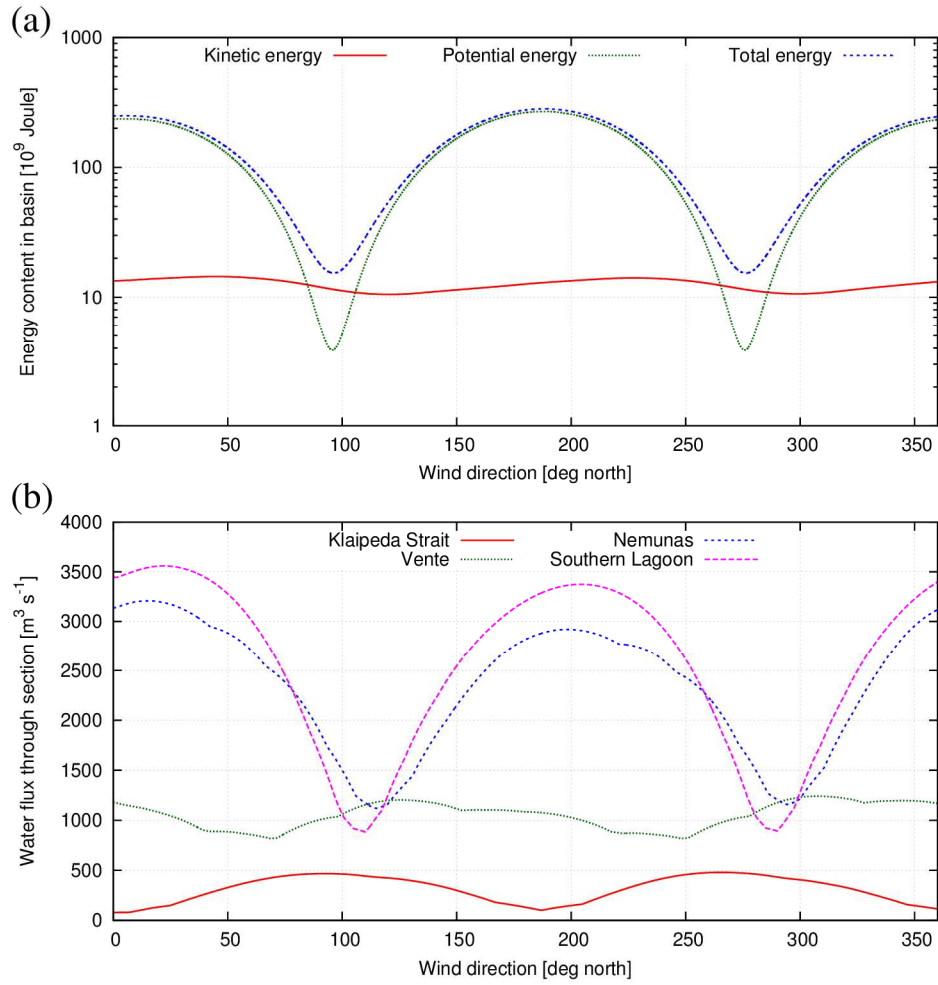 (a)
Kinetic energy Potential energy Total energy
Energy content in basin [10^9 Joule]
1000
100
10
1
0 50 100 150 200 250 300 350
Wind direction [deg north]
(b)
Klaipeda Strait Nemunas
Vente Southern Lagoon
Water flux through section [m^3 s^-1]
4000
3500
3000
2500
2000
1500
1000
500
0
0 50 100 150 200 250 300 350
Wind direction [deg north]